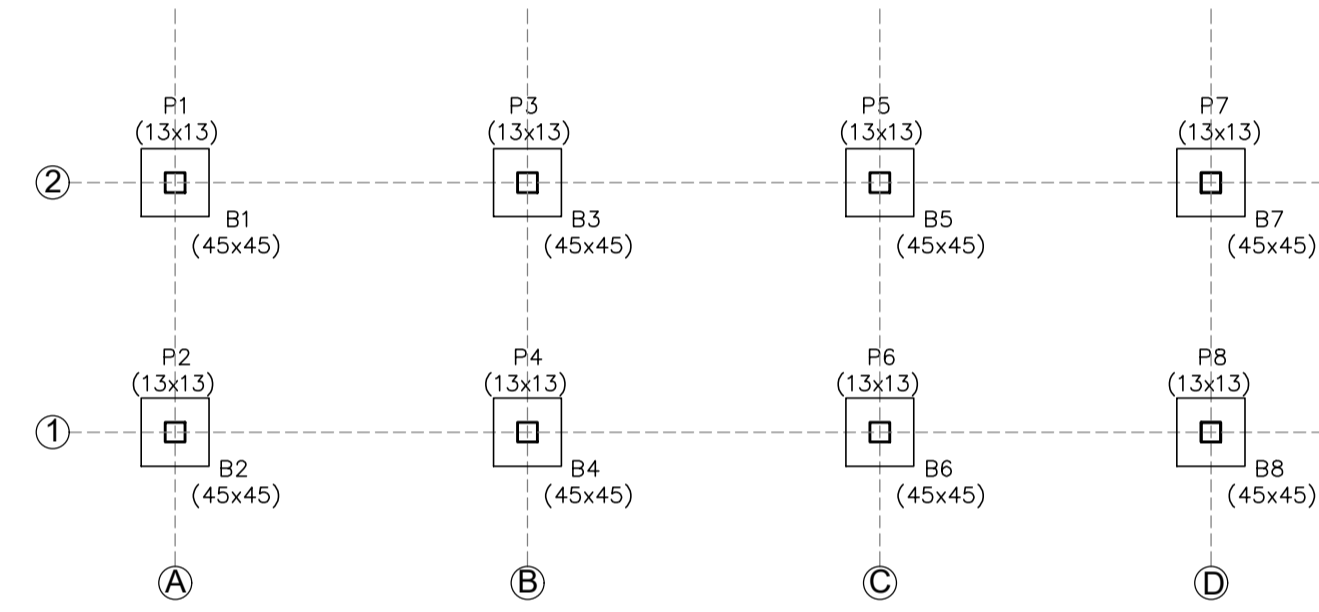 P1
(13x13)
P3
(13x13)
P5
(13x13)
P7
(13x13)
2
B1
(45x45)
B3
(45x45)
B5
(45x45)
B7
(45x45)
P2
(13x13)
P4
(13x13)
P6
(13x13)
P8
(13x13)
1
B2
(45x45)
B4
(45x45)
B6
(45x45)
B8
(45x45)
A
B
C
D